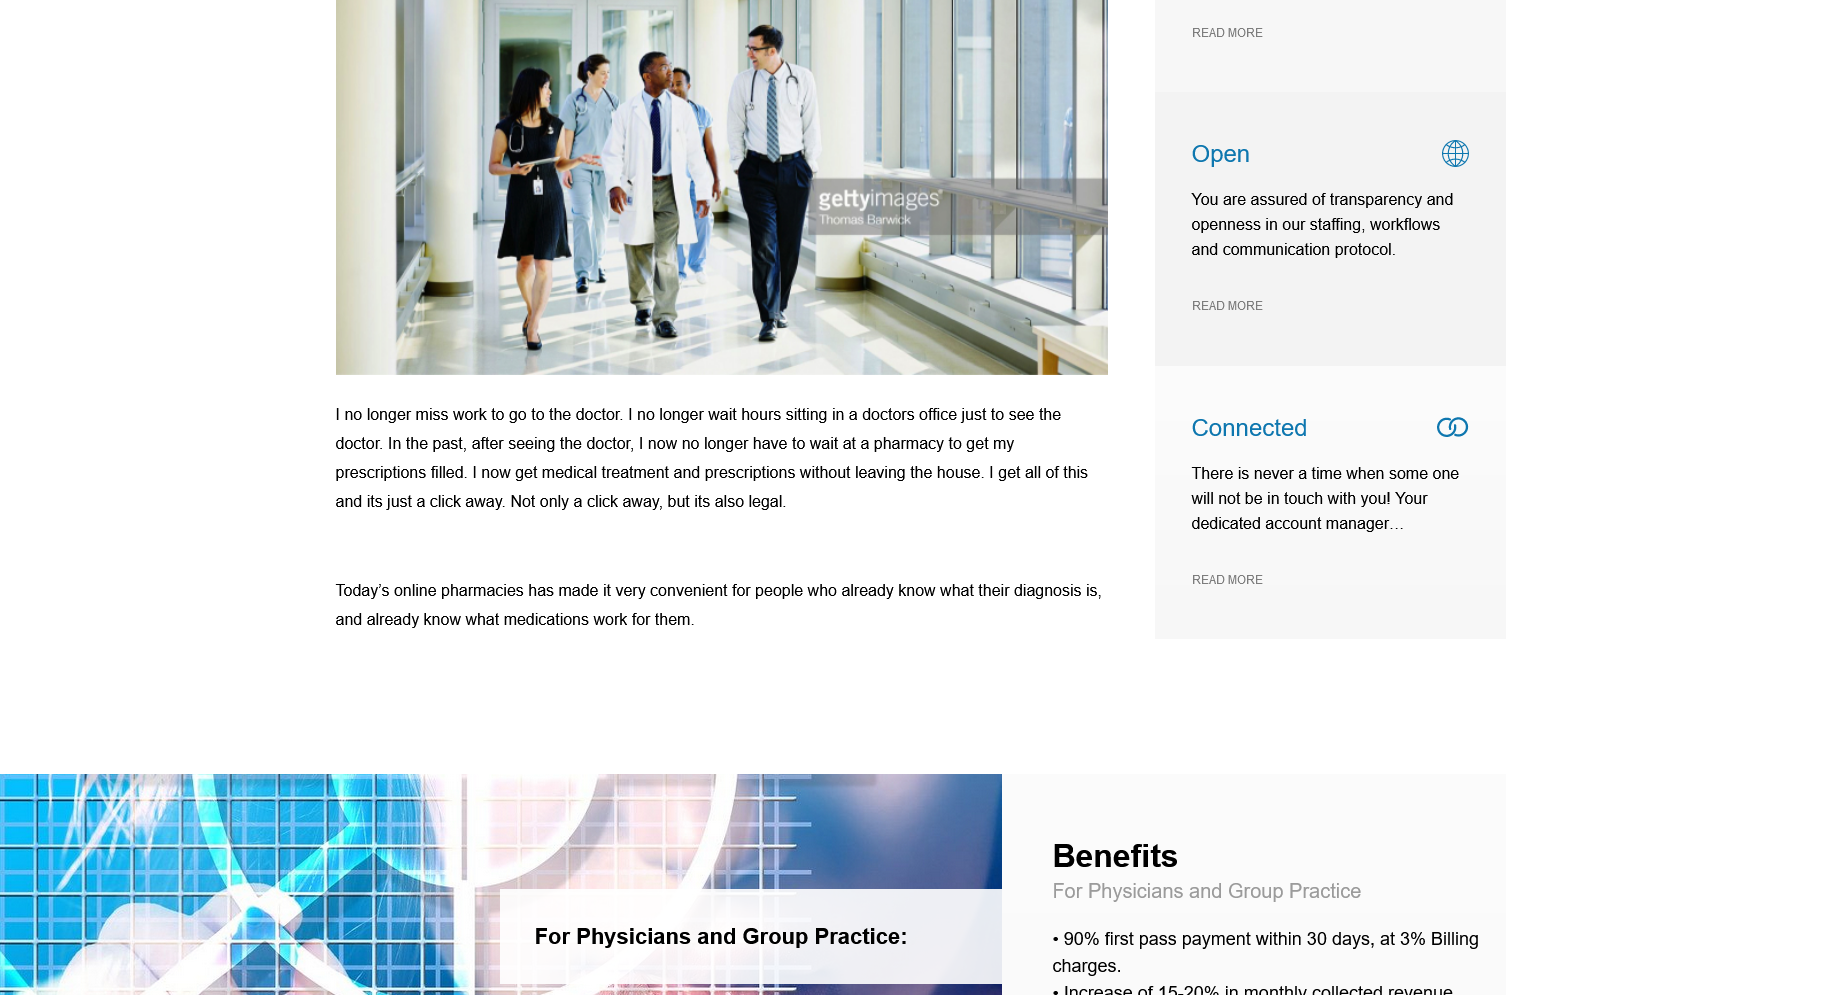 READ MORE
gettyimages®
Thomas Barwick
Open
You are assured of transparency and
openness in our staffing, workflows
and communication protocol.
READ MORE
I no longer miss work to go to the doctor. I no longer wait hours sitting in a doctors office just to see the
doctor. In the past, after seeing the doctor, I now no longer have to wait at a pharmacy to get my
prescriptions filled. I now get medical treatment and prescriptions without leaving the house. I get all of this
and its just a click away. Not only a click away, but its also legal.
Today’s online pharmacies has made it very convenient for people who already know what their diagnosis is,
and already know what medications work for them.
Connected
There is never a time when some one
will not be in touch with you! Your
dedicated account manager…
READ MORE
For Physicians and Group Practice:
Benefits
For Physicians and Group Practice
• 90% first pass payment within 30 days, at 3% Billing
charges.
• Increase of 15-20% in monthly collected revenue